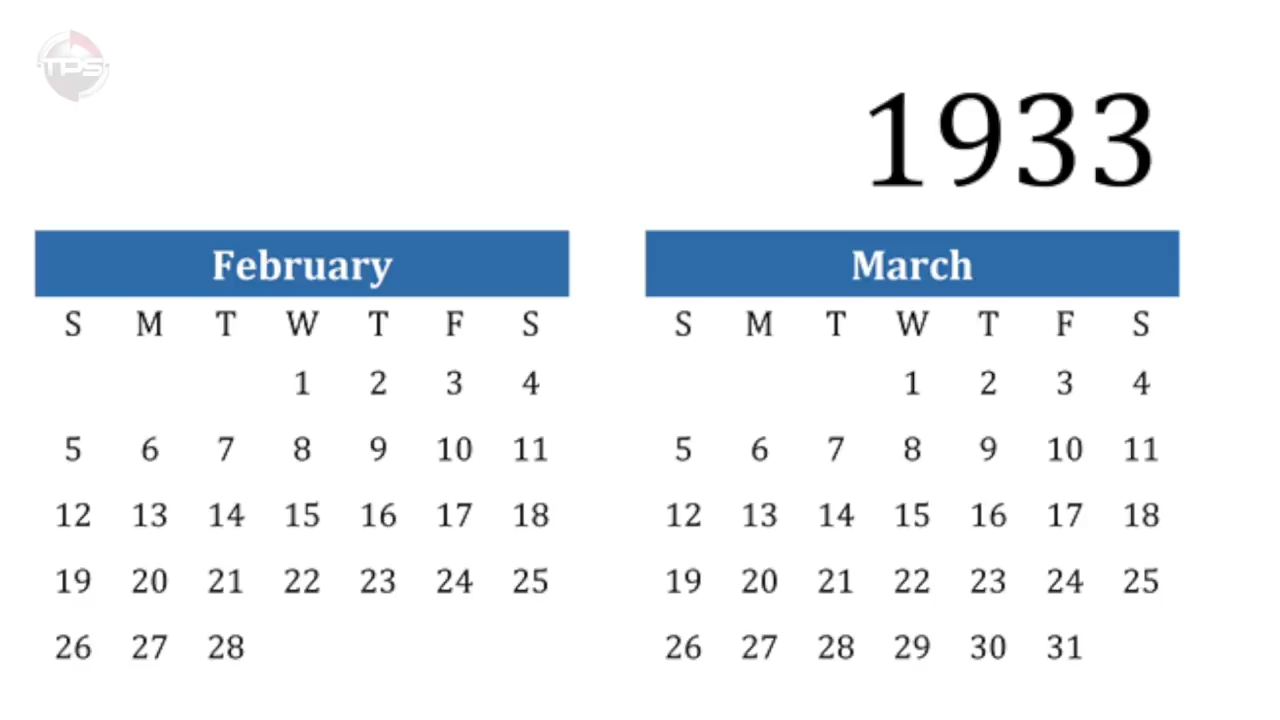 TPS
1933
February
S M T W T F S
1 2 3 4
5 6 7 8 9 10 11
12 13 14 15 16 17 18
19 20 21 22 23 24 25
26 27 28
March
S M T W T F S
1 2 3 4
5 6 7 8 9 10 11
12 13 14 15 16 17 18
19 20 21 22 23 24 25
26 27 28 29 30 31